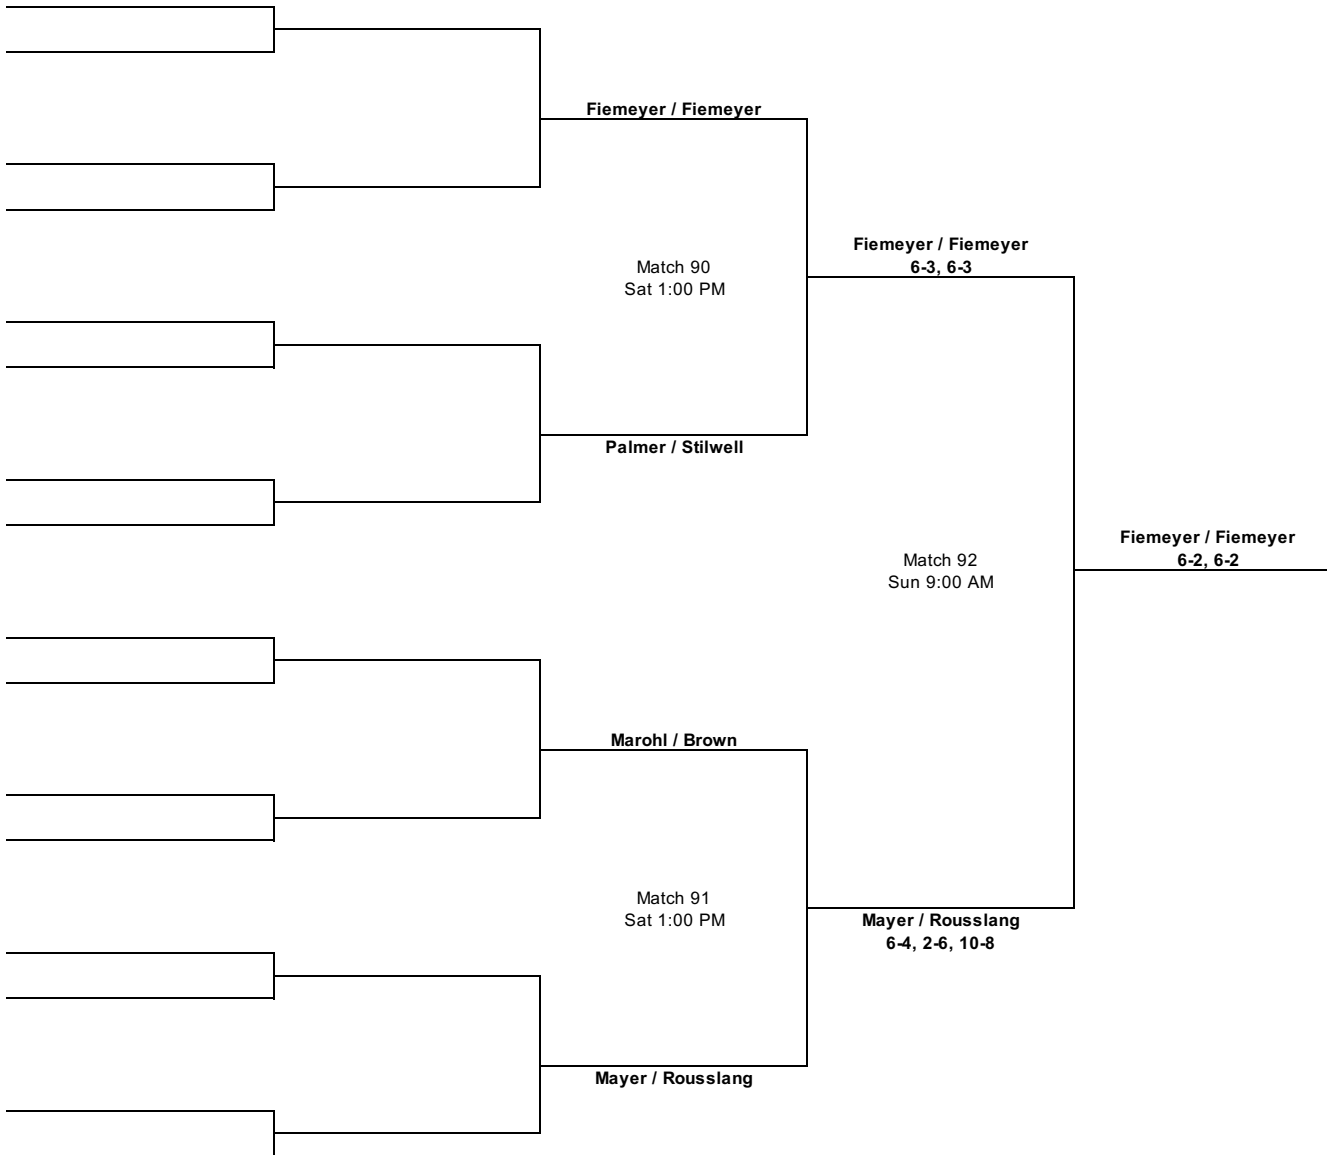 Fiemeyer / Fiemeyer
Match 90
Sat 1:00 PM
Fiemeyer / Fiemeyer
6-3, 6-3
Palmer / Stilwell
Match 92
Sun 9:00 AM
Fiemeyer / Fiemeyer
6-2, 6-2
Marohl / Brown
Match 91
Sat 1:00 PM
Mayer / Rousslang
6-4, 2-6, 10-8
Mayer / Rousslang